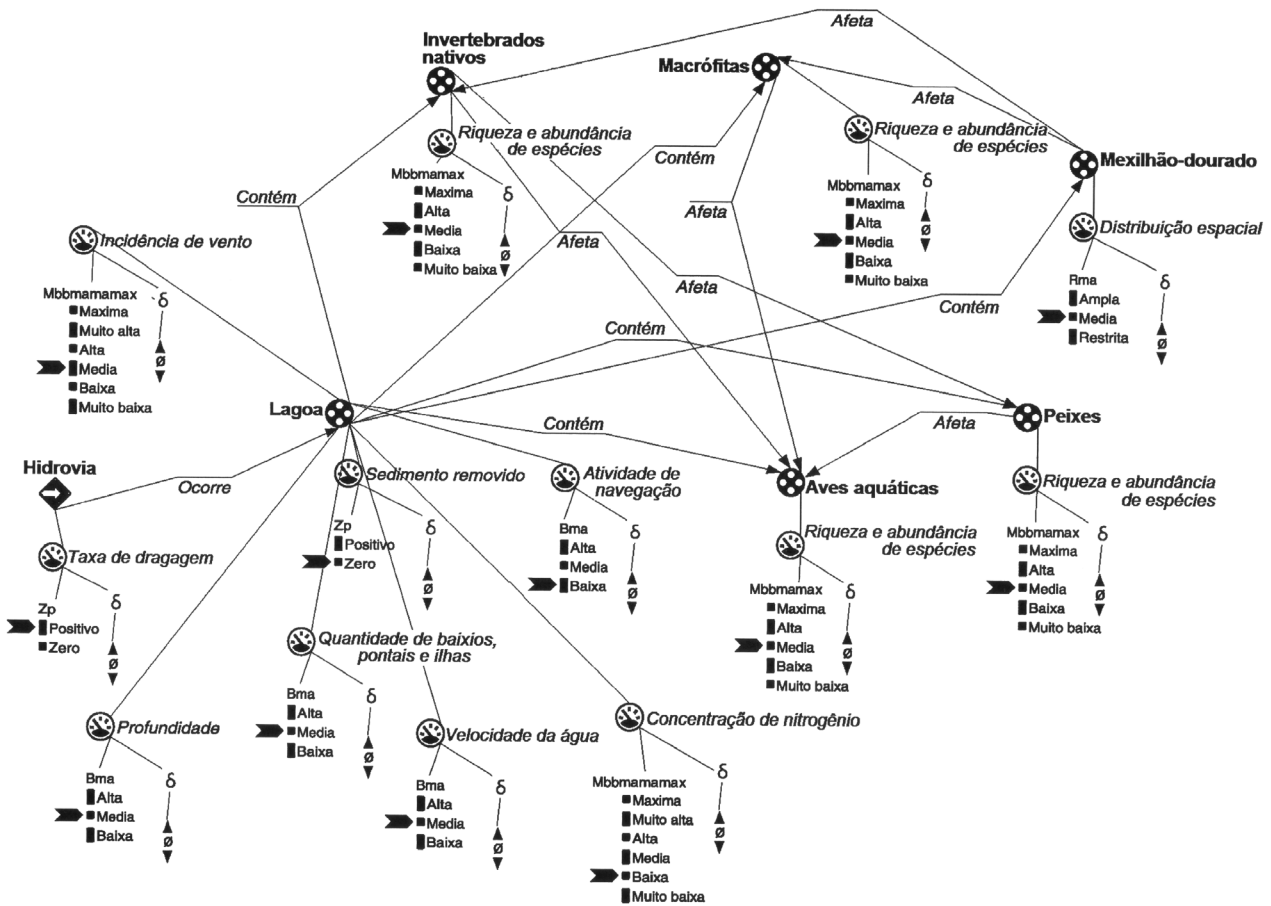 Afeta
Invertebrados
nativos
Macrófitas
Afeta
Riqueza e abundância
de espécies
Riqueza e abundância
de espécies
Contém
Mexilhão-dourado
Mbbmamax
δ
Maxima
Alta
Media
Baixa
Muito baixa
ø
Mbbmamax
δ
Maxima
Alta
Media
Baixa
Muito baixa
ø
Contém
Afeta
Distribuição espacial
Incidência de vento
Afeta
Mbbmamamax
δ
Maxima
Muito alta
Alta
Media
Baixa
Muito baixa
ø
Afeta
Rma
δ
Ampla
Media
Restrita
ø
Contém
Contém
Lagoa
Contém
Peixes
Afeta
Hidrovia
Ocorre
Sedimento removido
Zp
δ
Positivo
Zero
ø
Atividade de
navegação
Bma
δ
Alta
Media
Baixa
ø
Aves aquáticas
Riqueza e abundância
de espécies
Mbbmamax
δ
Maxima
Alta
Media
Baixa
Muito baixa
ø
Riqueza e abundância
de espécies
Mbbmamax
δ
Maxima
Alta
Media
Baixa
Muito baixa
ø
Taxa de dragagem
Zp
δ
Positivo
Zero
ø
Quantidade de baixios,
pontais e ilhas
Bma
δ
Alta
Media
Baixa
ø
Profundidade
Bma
δ
Alta
Media
Baixa
ø
Velocidade da água
Bma
δ
Alta
Media
Baixa
ø
Concentração de nitrogênio
Mbbmamamax
δ
Maxima
Muito alta
Alta
Media
Baixa
Muito baixa
ø